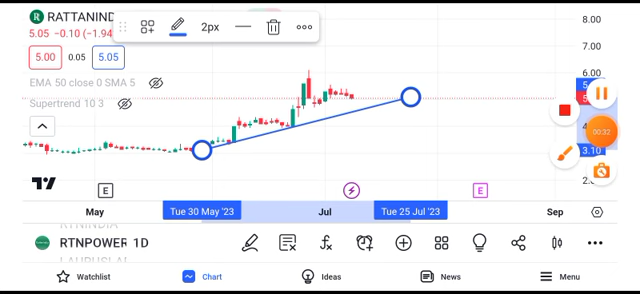 RATTANIND
2px
8.00
5.05 −0.10 (−1.94
7.00
5.00
0.05
5.05
6.00
EMA 50 close 0 SMA 5
Supertrend 10 3
00:32
3.10
E
E
May
Tue 30 May '23
Jul
Tue 25 Jul '23
Sep
RTNPOWER 1D
Watchlist
Chart
Ideas
News
Menu